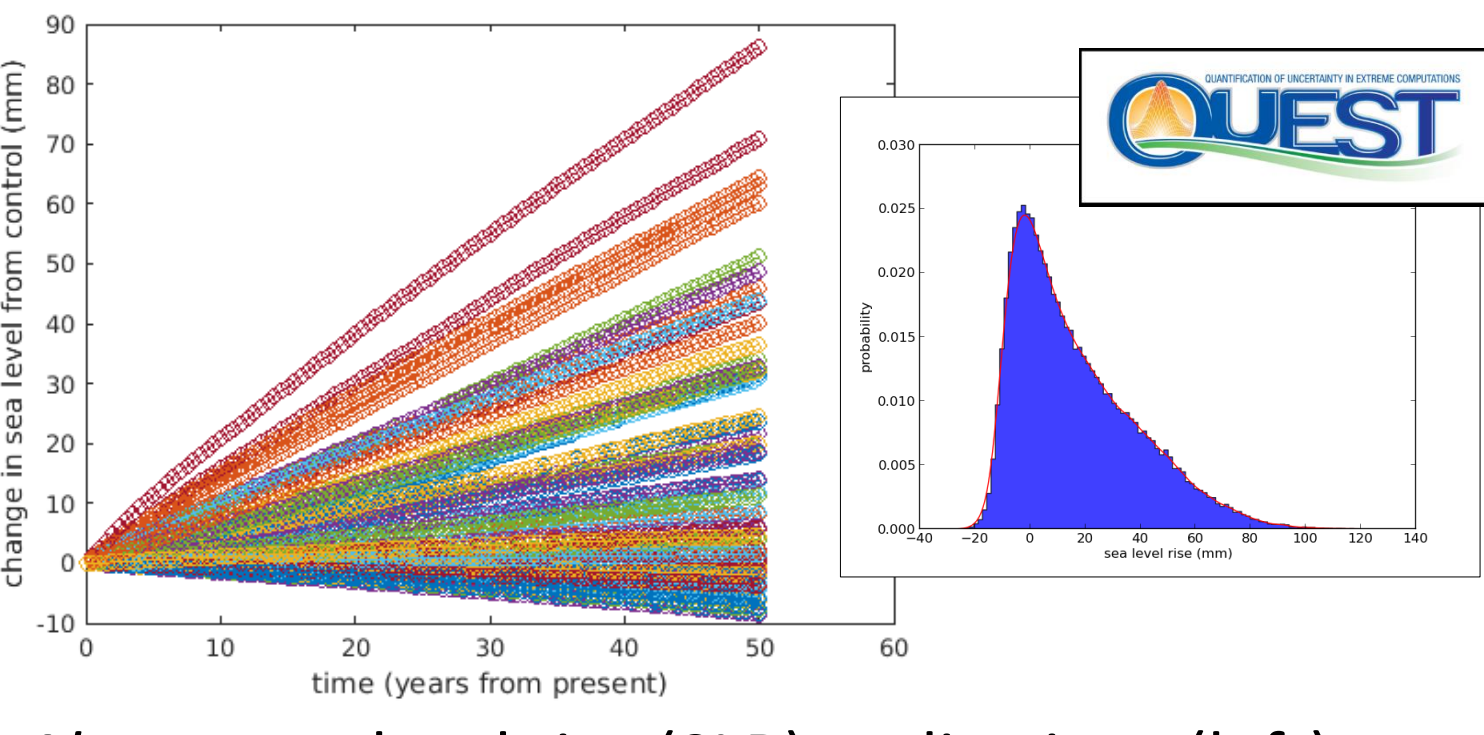 90
80
70
60
50
40
30
20
10
0
-10
0 10 20 30 40 50 60
change in sea level from control (mm)
time (years from present)
QUANTIFICATION OF UNCERTAINTY IN EXTREME COMPUTATIONS
QUEST
0.030
0.025
0.020
0.015
0.010
0.005
0.000
−40 −20 0 20 40 60 80 100 120 140
probability
sea level rise (mm)